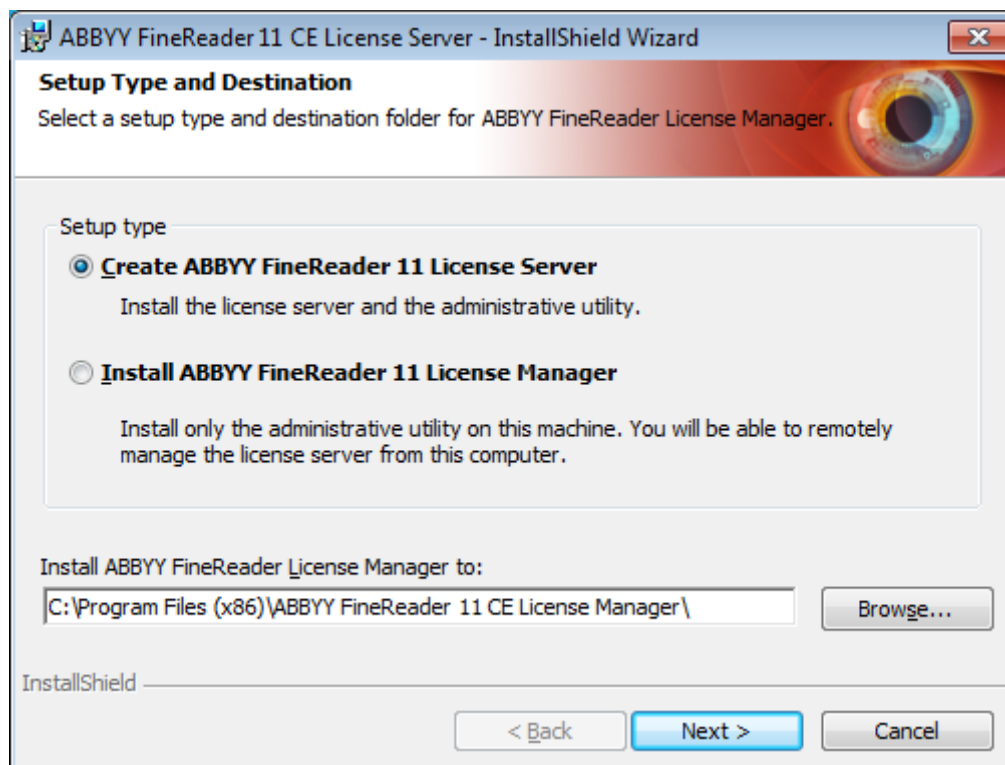 ABBYY FineReader 11 CE License Server - InstallShield Wizard
Setup Type and Destination
Select a setup type and destination folder for ABBYY FineReader License Manager.
Setup type
Create ABBYY FineReader 11 License Server
Install the license server and the administrative utility.
Install ABBYY FineReader 11 License Manager
Install only the administrative utility on this machine. You will be able to remotely
manage the license server from this computer.
Install ABBYY FineReader License Manager to:
C:\Program Files (x86)\ABBYY FineReader 11 CE License Manager\
Browse...
InstallShield
< Back
Next >
Cancel